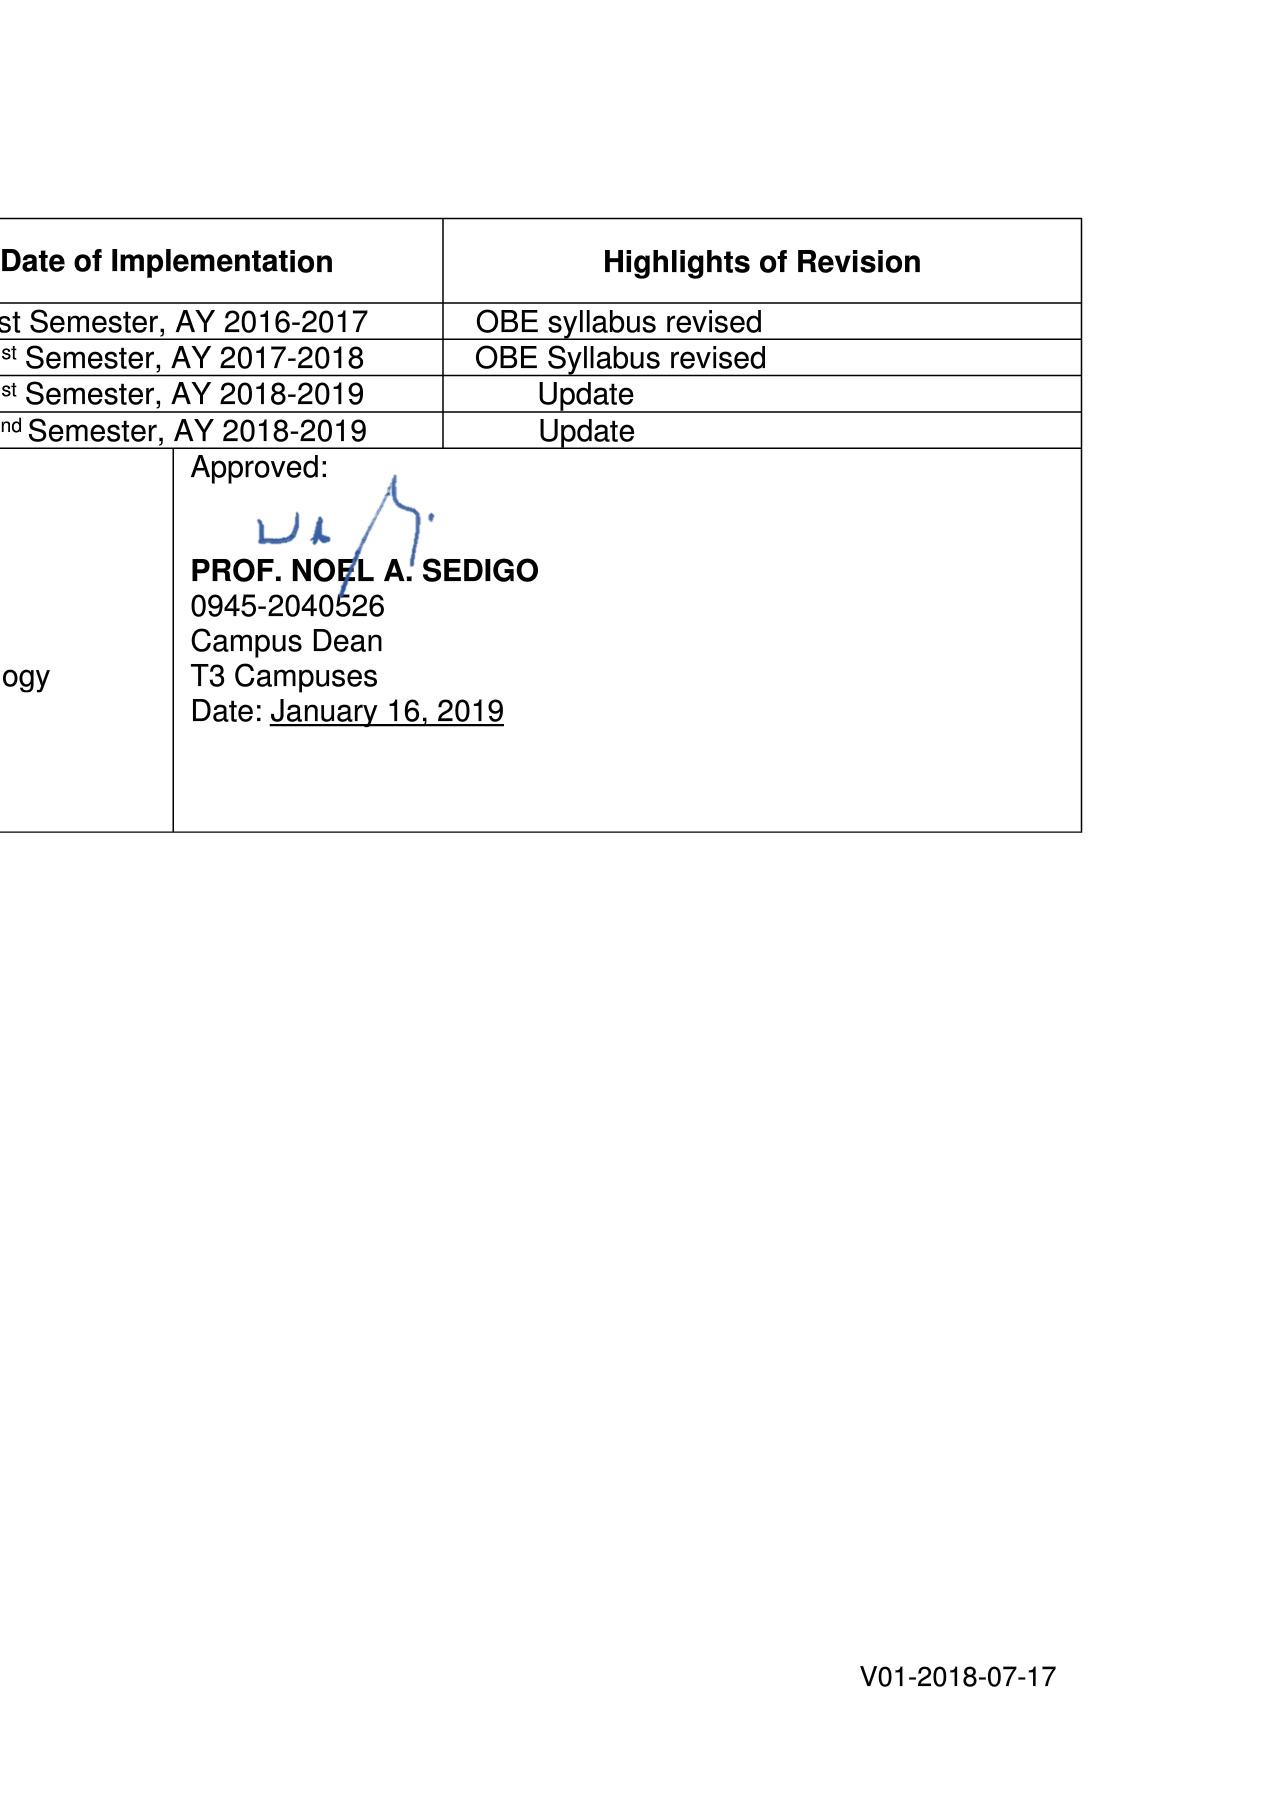 Date of Implementation Highlights of Revision
st Semester, AY 2016-2017 OBE syllabus revised
st Semester, AY 2017-2018 OBE Syllabus revised
st Semester, AY 2018-2019 Update
nd Semester, AY 2018-2019 Update
Approved:
PROF. NOEL A. SEDIGO
0945-2040526
Campus Dean
ogy T3 Campuses
Date: January 16, 2019
V01-2018-07-17